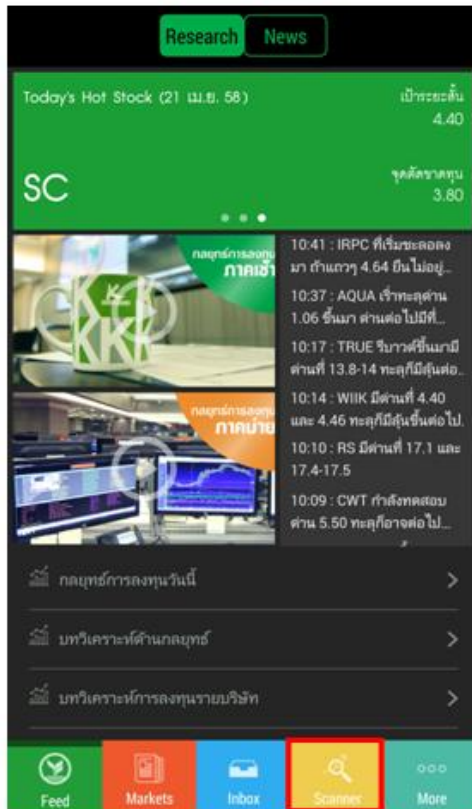 Research
News
Today's Hot Stock (21 เม.ย. 58)
เป้าระยะสั้น
4.40
SC
จุดตัดขาดทุน
3.80
กลยุทธ์การลงทุน
ภาคเช้า
กลยุทธ์การลงทุน
ภาคบ่าย
10:41 : IRPC ที่เริ่มชะลอลง
มา ถ้าแถวๆ 4.64 ยืนไม่อยู่...
10:37 : AQUA เร่าทะลุด่าน
1.06 ขึ้นมา ด่านต่อไปมีที่...
10:17 : TRUE รีบาวด์ขึ้นมามี
ด่านที่ 13.8-14 ทะลุก็มีลุ้นต่อ..
10:14 : WIIK มีด่านที่ 4.40
และ 4.46 ทะลุก็มีลุ้นขึ้นต่อไป.
10:10 : RS มีด่านที่ 17.1 และ
17.4-17.5
10:09 : CWT กำลังทดสอบ
ด่าน 5.50 ทะลุก็อาจต่อไป...
กลยุทธ์การลงทุนวันนี้
บทวิเคราะห์ด้านกลยุทธ์
บทวิเคราะห์การลงทุนรายบริษัท
Feed
Markets
Inbox
Scanner
More